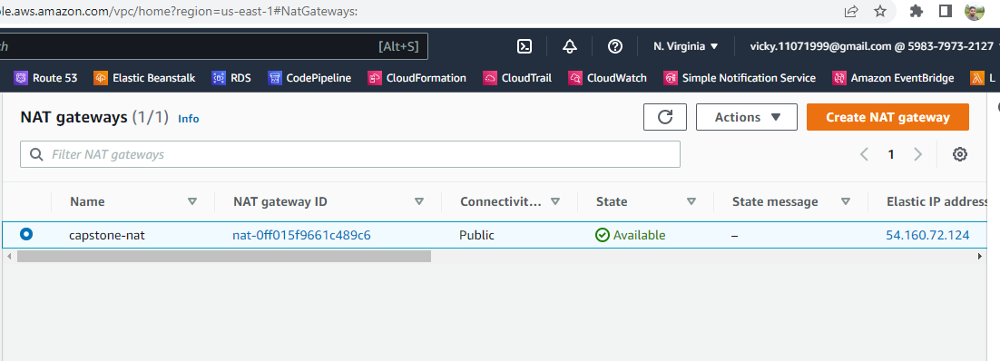 ble.aws.amazon.com/vpc/home?region=us-east-1#NatGateways:
[Alt+S] N. Virginia ▼ vicky.11071999@gmail.com @ 5983-7973-2127
Route 53 Elastic Beanstalk RDS CodePipeline CloudFormation CloudTrail CloudWatch Simple Notification Service Amazon EventBridge L
NAT gateways (1/1) Info Actions ▼ Create NAT gateway
Filter NAT gateways 1
Name NAT gateway ID Connectivit... State State message Elastic IP address
capstone-nat nat-0ff015f9661c489c6 Public Available – 54.160.72.124